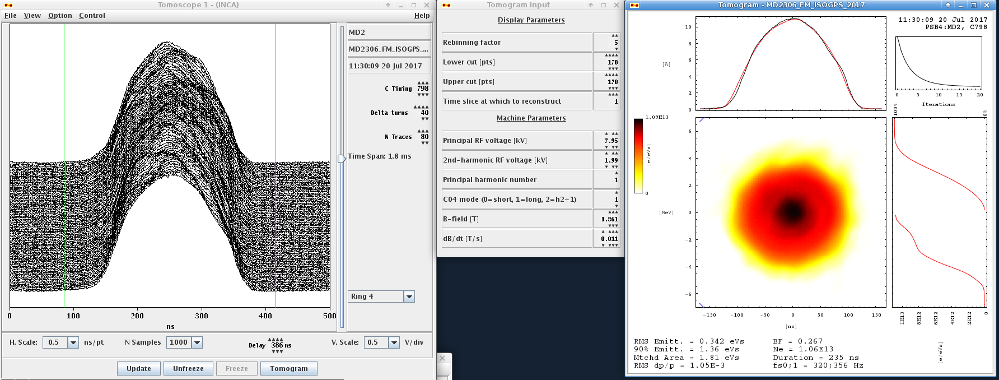 Tomoscope 1 - (INCA)
File View Option Control Help
MD2
MD2306_FM_ISOGPS_...
11:30:09 20 Jul 2017
C Timing 798
Delta turns 40
N Traces 80
Time Span: 1.8 ms
Ring 4
0 100 200 300 400 500
ns
H. Scale: 0.5 ns/pt N Samples 1000 Delay 386 ns V. Scale: 0.5 V/div
Update Unfreeze Freeze Tomogram
Tomogram Input
Display Parameters
Rebinning factor 5
Lower cut [pts] 170
Upper cut [pts] 170
Time slice at which to reconstruct 1
Machine Parameters
Principal RF voltage [kV] 7.95
2nd-harmonic RF voltage [kV] 1.99
Principal harmonic number 1
C04 mode (0=short, 1=long, 2=h2+1) 1
B-field [T] 0.861
dB/dt [T/s] 0.011
Tomogram - MD2306_FM_ISOGPS_2017
11:30:09 20 Jul 2017
PSB4:MD2, C798
10
8
6
4
2
0
[A]
0 5 10 15 20
Iterations
100% 0%
1.09E13
[e/eVs]
0
6
4
2
0
-2
-4
-6
[MeV]
-150 -100 -50 0 50 100 150
[ns]
1E13 8E12 6E12 4E12 2E12 0
[e/eVs]
RMS Emitt. = 0.342 eVs BF = 0.267
90% Emitt. = 1.36 eVs Ne = 1.06E13
Mtchd Area = 1.81 eVs Duration = 235 ns
RMS dp/p = 1.05E-3 fs0;1 = 320;356 Hz